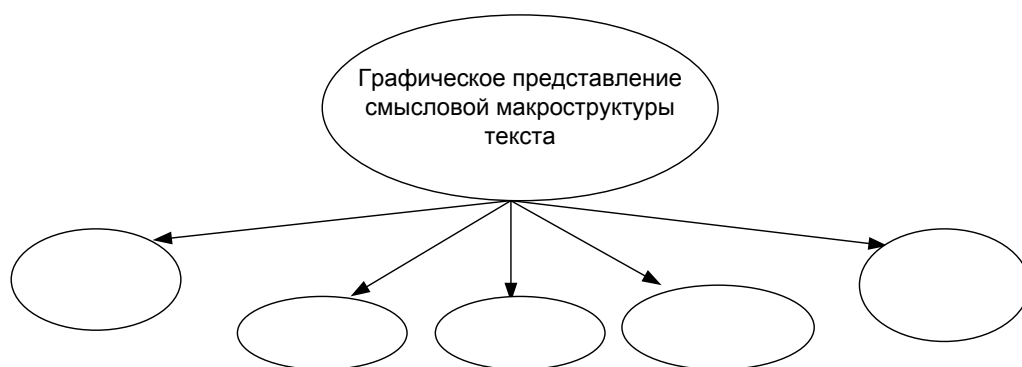 Графическое представление
смысловой макроструктуры
текста